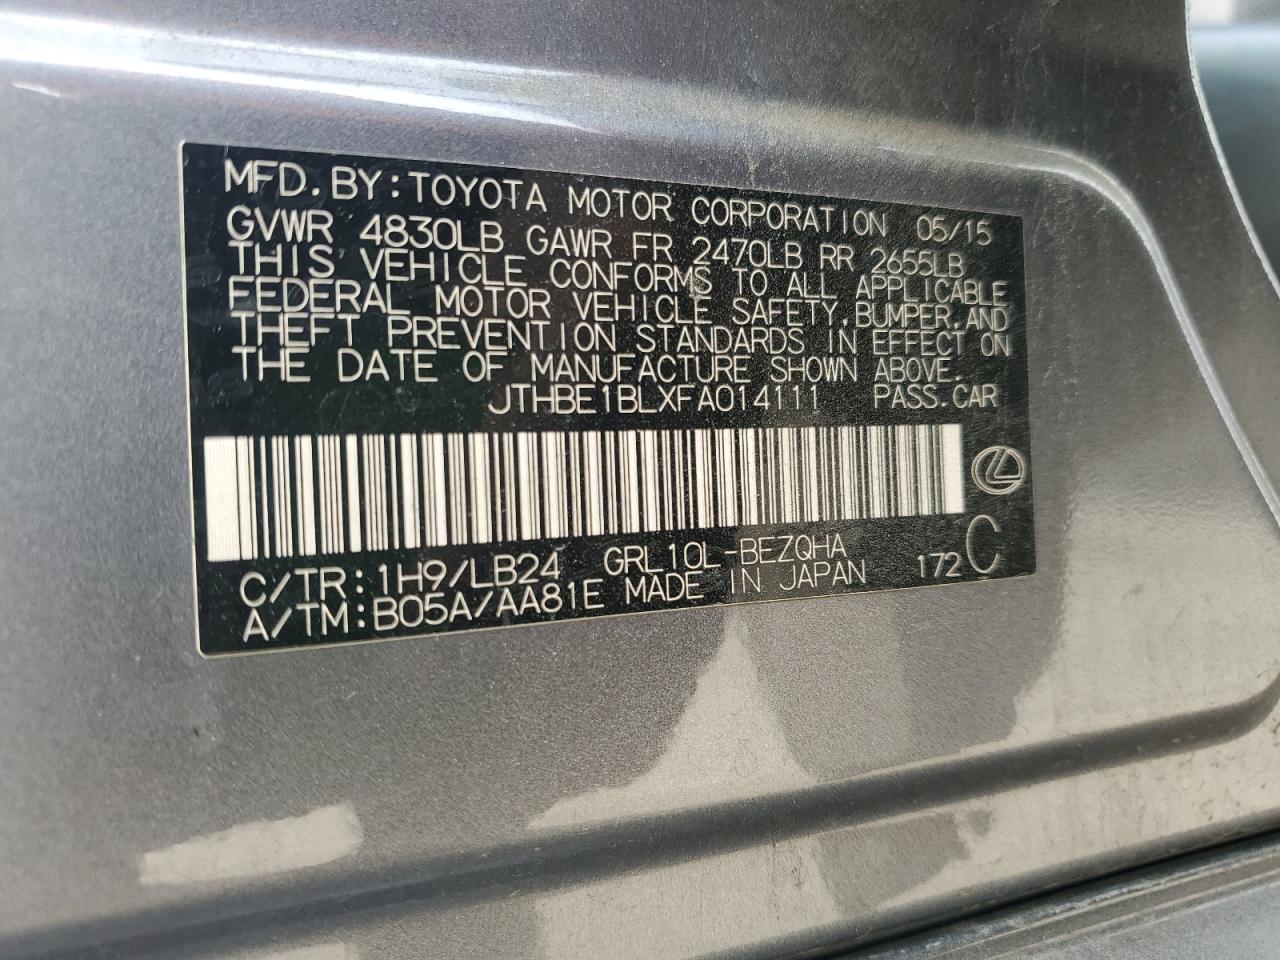 MFD.BY:TOYOTA MOTOR CORPORATION 05/15
GVWR 4830LB GAWR FR 2470LB RR 2655LB
THIS VEHICLE CONFORMS TO ALL APPLICABLE
FEDERAL MOTOR VEHICLE SAFETY,BUMPER,AND
THEFT PREVENTION STANDARDS IN EFFECT ON
THE DATE OF MANUFACTURE SHOWN ABOVE.
JTHBE1BLXFA014111 PASS.CAR
C/TR:1H9/LB24 GRL10L-BEZQHA
A/TM:B05A/AA81E MADE IN JAPAN 172 C